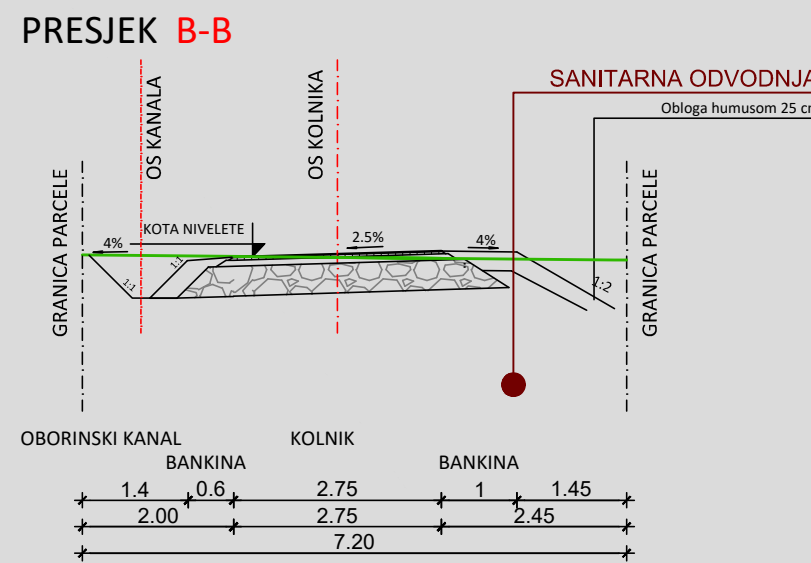 PRESJEK B-B
SANITARNA ODVODNJA
Obloga humusom 25 cm
OS KANALA
OS KOLNIKA
GRANICA PARCELE
GRANICA PARCELE
KOTA NIVELETE
4%
2.5%
4%
1:1
1:1
1:2
OBORINSKI KANAL
KOLNIK
BANKINA
BANKINA
1.4 0.6 2.75 1 1.45
2.00 2.75 2.45
7.20